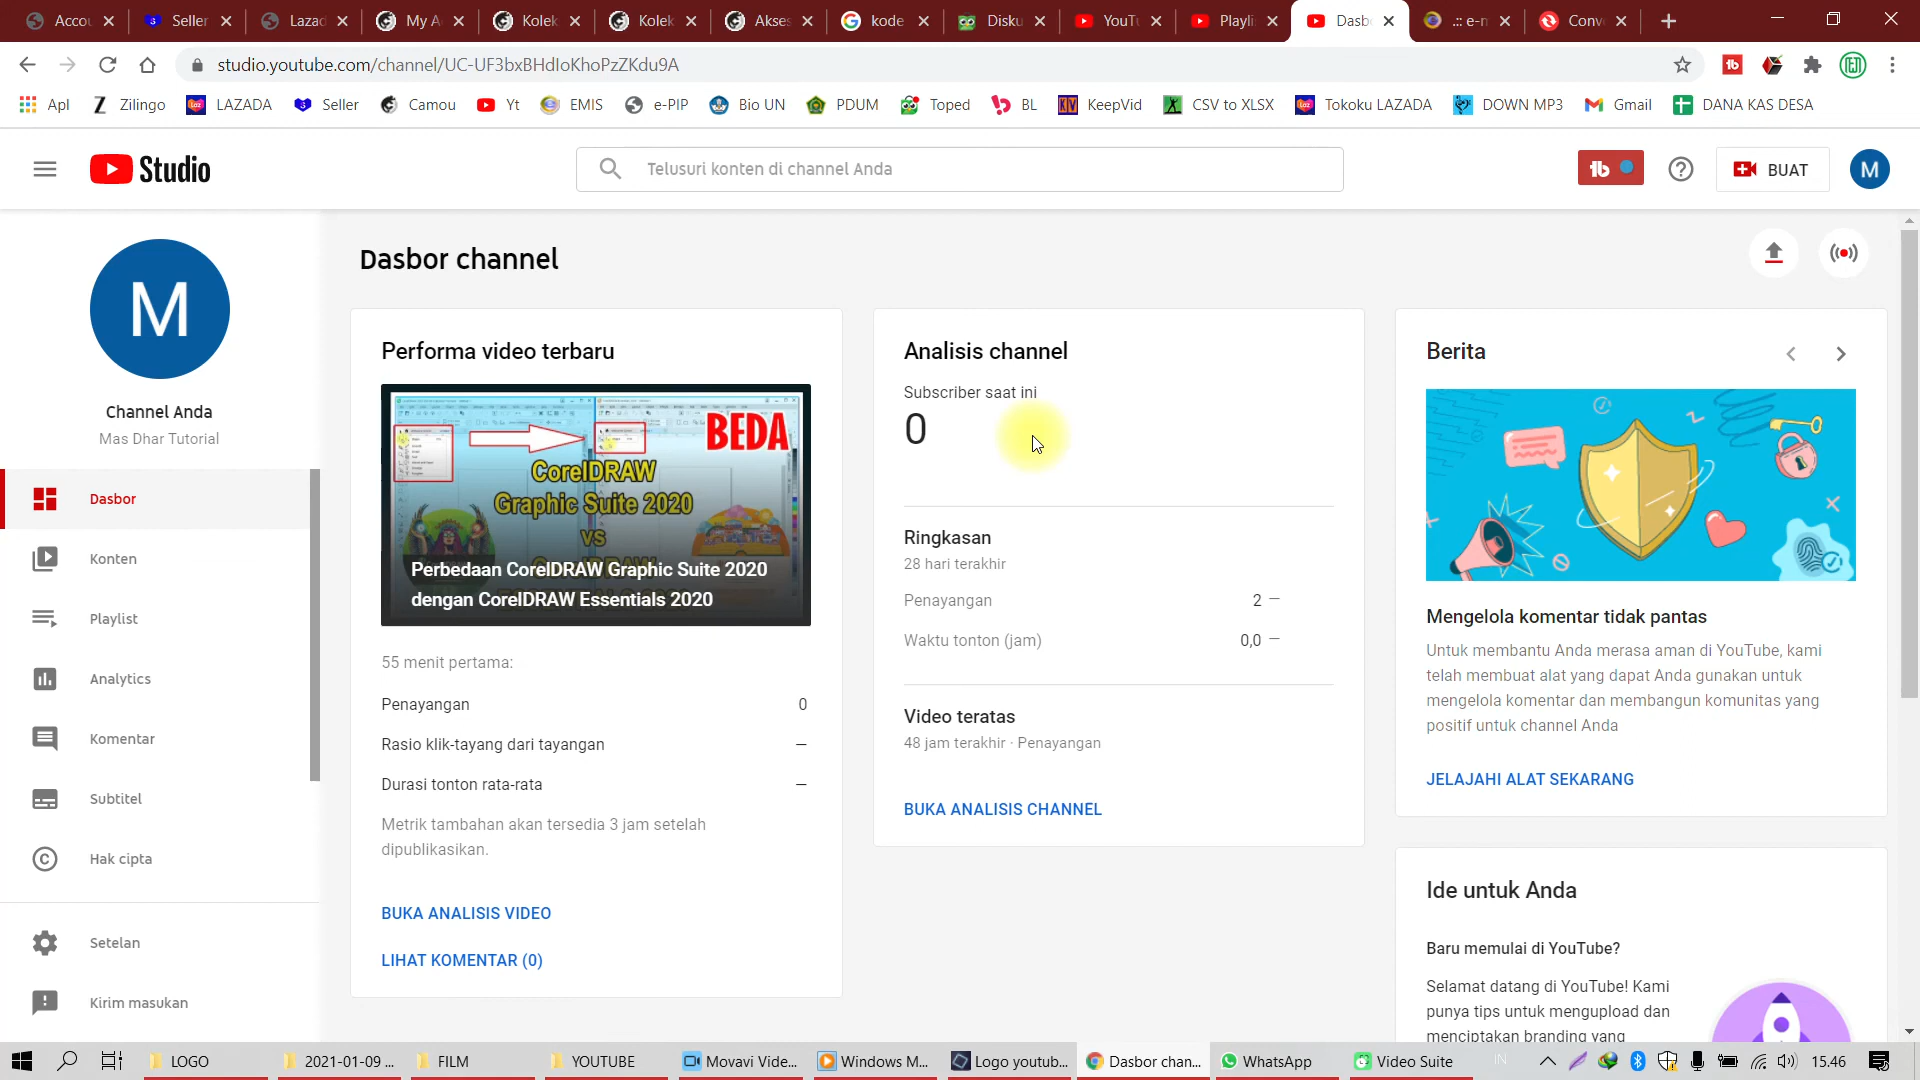 Accou
Seller
Lazad
My A
Kolek
Kolek
Akses
kode
Disku
YouTu
Playli
Dasb
.:: e-m
Conv
studio.youtube.com/channel/UC-UF3bxBHdIoKhoPzZKdu9A
Apl
Zilingo
LAZADA
Seller
Camou
Yt
EMIS
e-PIP
Bio UN
PDUM
Toped
BL
KeepVid
CSV to XLSX
Tokoku LAZADA
DOWN MP3
Gmail
DANA KAS DESA
Studio
Telusuri konten di channel Anda
BUAT
M
M
Channel Anda
Mas Dhar Tutorial
Dasbor
Konten
Playlist
Analytics
Komentar
Subtitel
Hak cipta
Setelan
Kirim masukan
Dasbor channel
Performa video terbaru
BEDA
CorelDRAW
Graphic Suite 2020
VS
Perbedaan CorelDRAW Graphic Suite 2020
dengan CorelDRAW Essentials 2020
55 menit pertama:
Penayangan 0
Rasio klik-tayang dari tayangan –
Durasi tonton rata-rata –
Metrik tambahan akan tersedia 3 jam setelah
dipublikasikan.
BUKA ANALISIS VIDEO
LIHAT KOMENTAR (0)
Analisis channel
Subscriber saat ini
0
Ringkasan
28 hari terakhir
Penayangan 2 –
Waktu tonton (jam) 0,0 –
Video teratas
48 jam terakhir · Penayangan
BUKA ANALISIS CHANNEL
Berita
Mengelola komentar tidak pantas
Untuk membantu Anda merasa aman di YouTube, kami
telah membuat alat yang dapat Anda gunakan untuk
mengelola komentar dan membangun komunitas yang
positif untuk channel Anda
JELAJAHI ALAT SEKARANG
Ide untuk Anda
Baru memulai di YouTube?
Selamat datang di YouTube! Kami
punya tips untuk mengupload dan
menciptakan branding yang
LOGO
2021-01-09 ...
FILM
YOUTUBE
Movavi Vide...
Windows M...
Logo youtub...
Dasbor chan...
WhatsApp
Video Suite
IN
15.46